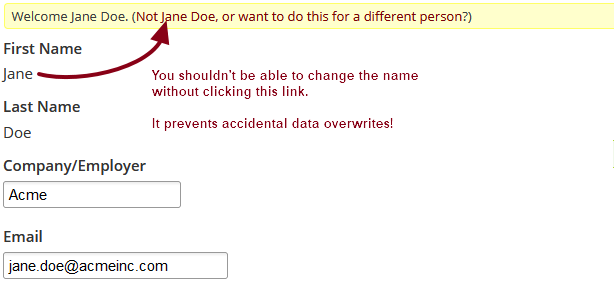 Welcome Jane Doe. (Not Jane Doe, or want to do this for a different person?)
First Name
Jane
You shouldn't be able to change the name
without clicking this link.
It prevents accidental data overwrites!
Last Name
Doe
Company/Employer
Acme
Email
jane.doe@acmeinc.com